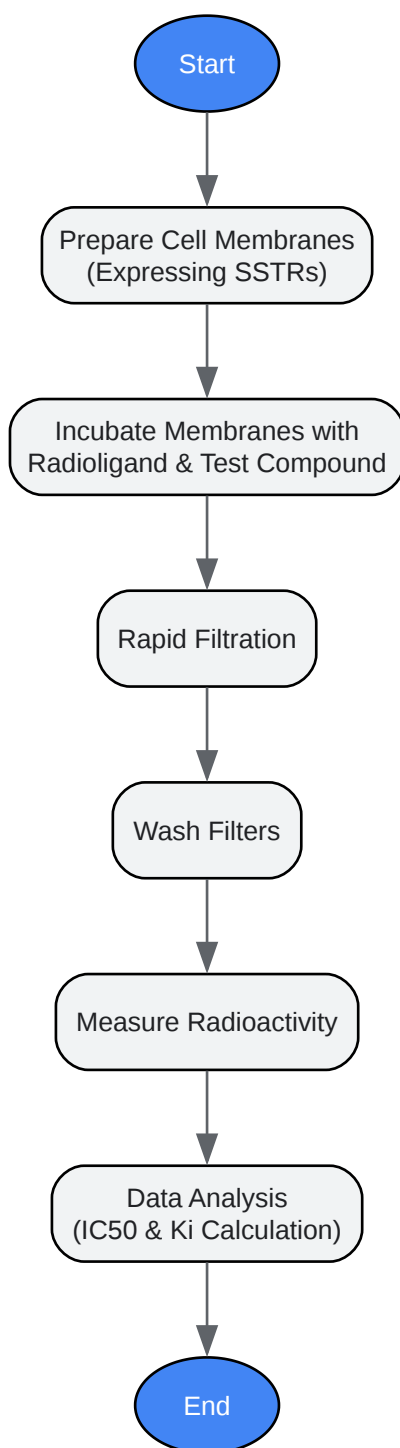 Start
Prepare Cell Membranes
(Expressing SSTRs)
Incubate Membranes with
Radioligand & Test Compound
Rapid Filtration
Wash Filters
Measure Radioactivity
Data Analysis
(IC50 & Ki Calculation)
End